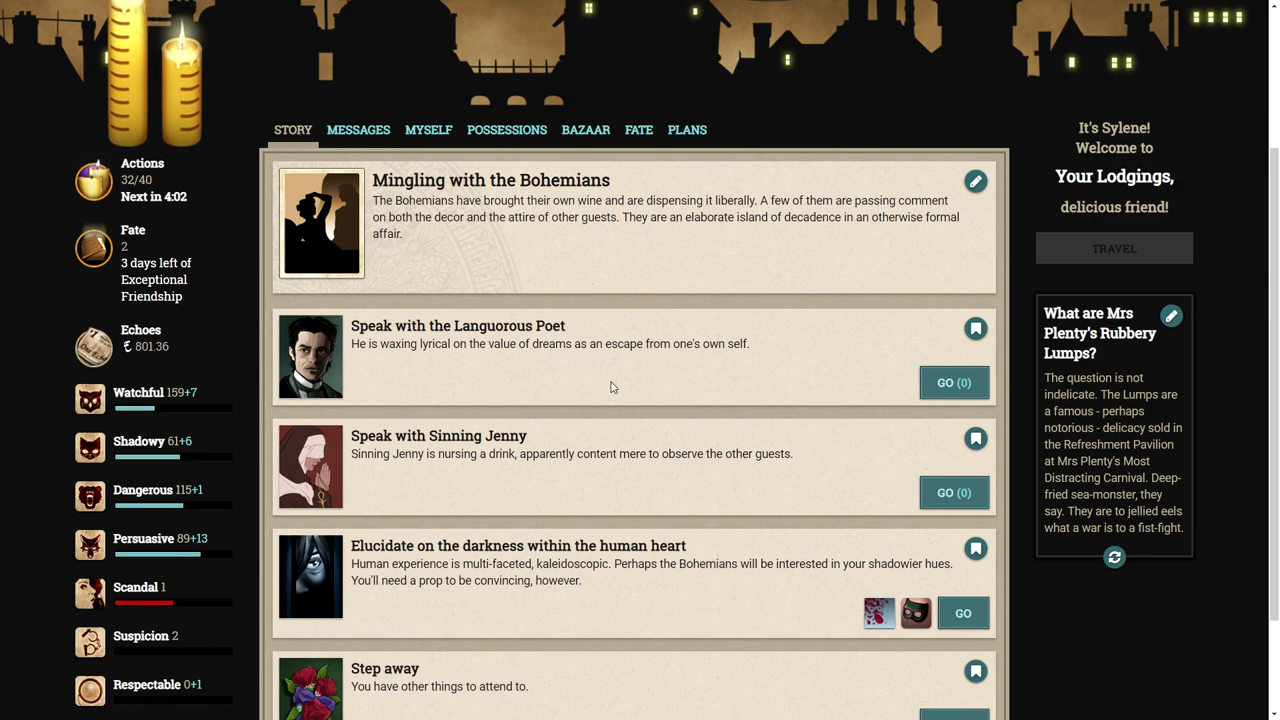 STORY MESSAGES MYSELF POSSESSIONS BAZAAR FATE PLANS
Actions
32/40
Next in 4:02
Fate
2
3 days left of
Exceptional
Friendship
Echoes
801.36
Watchful 159+7
Shadowy 61+6
Dangerous 115+1
Persuasive 89+13
Scandal 1
Suspicion 2
Respectable 0+1
Mingling with the Bohemians
The Bohemians have brought their own wine and are dispensing it liberally. A few of them are passing comment
on both the decor and the attire of other guests. They are an elaborate island of decadence in an otherwise formal
affair.
Speak with the Languorous Poet
He is waxing lyrical on the value of dreams as an escape from one's own self.
GO (0)
Speak with Sinning Jenny
Sinning Jenny is nursing a drink, apparently content mere to observe the other guests.
GO (0)
Elucidate on the darkness within the human heart
Human experience is multi-faceted, kaleidoscopic. Perhaps the Bohemians will be interested in your shadowier hues.
You'll need a prop to be convincing, however.
GO
Step away
You have other things to attend to.
It's Sylene!
Welcome to
Your Lodgings,
delicious friend!
TRAVEL
What are Mrs
Plenty's Rubbery
Lumps?
The question is not
indelicate. The Lumps are
a famous - perhaps
notorious - delicacy sold in
the Refreshment Pavilion
at Mrs Plenty's Most
Distracting Carnival. Deep-
fried sea-monster, they
say. They are to jellied eels
what a war is to a fist-fight.